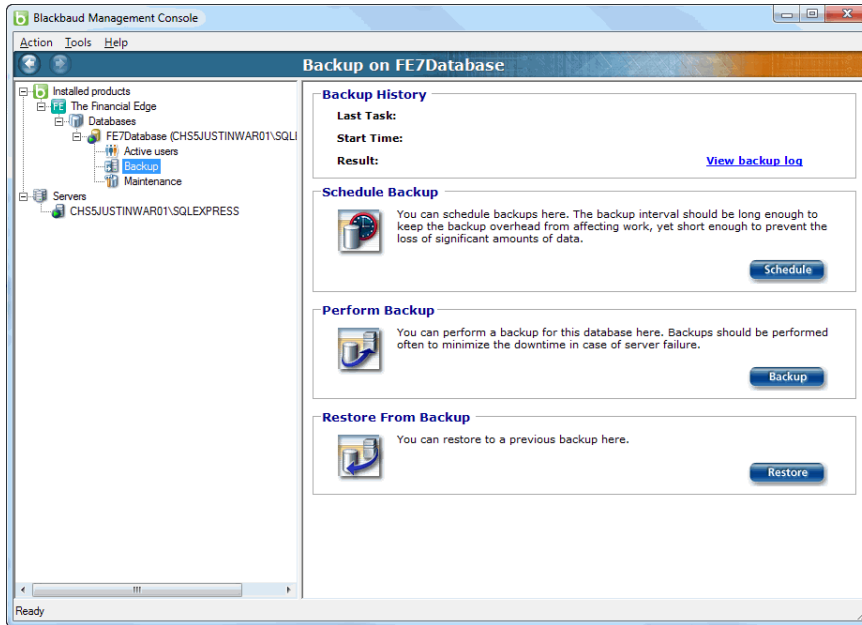 Blackbaud Management Console
Action Tools Help
Backup on FE7Database
Installed products
The Financial Edge
Databases
FE7Database (CHS5JUSTINWAR01\SQLI
Active users
Backup
Maintenance
Servers
CHS5JUSTINWAR01\SQLEXPRESS
Backup History
Last Task:
Start Time:
Result:
View backup log
Schedule Backup
You can schedule backups here. The backup interval should be long enough to
keep the backup overhead from affecting work, yet short enough to prevent the
loss of significant amounts of data.
Schedule
Perform Backup
You can perform a backup for this database here. Backups should be performed
often to minimize the downtime in case of server failure.
Backup
Restore From Backup
You can restore to a previous backup here.
Restore
Ready